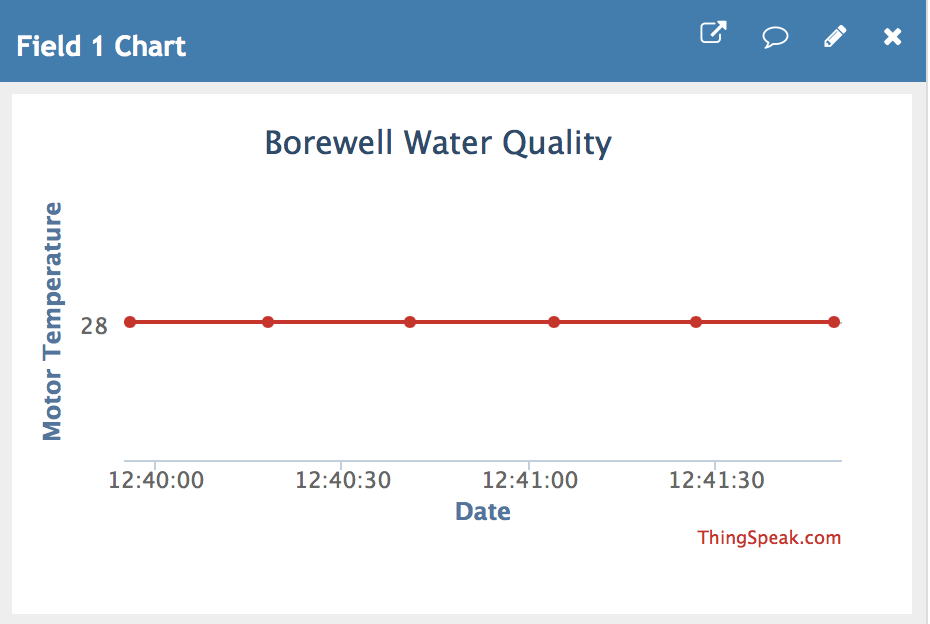 Field 1 Chart
Borewell Water Quality
Motor Temperature
28
12:40:00 12:40:30 12:41:00 12:41:30
Date
ThingSpeak.com